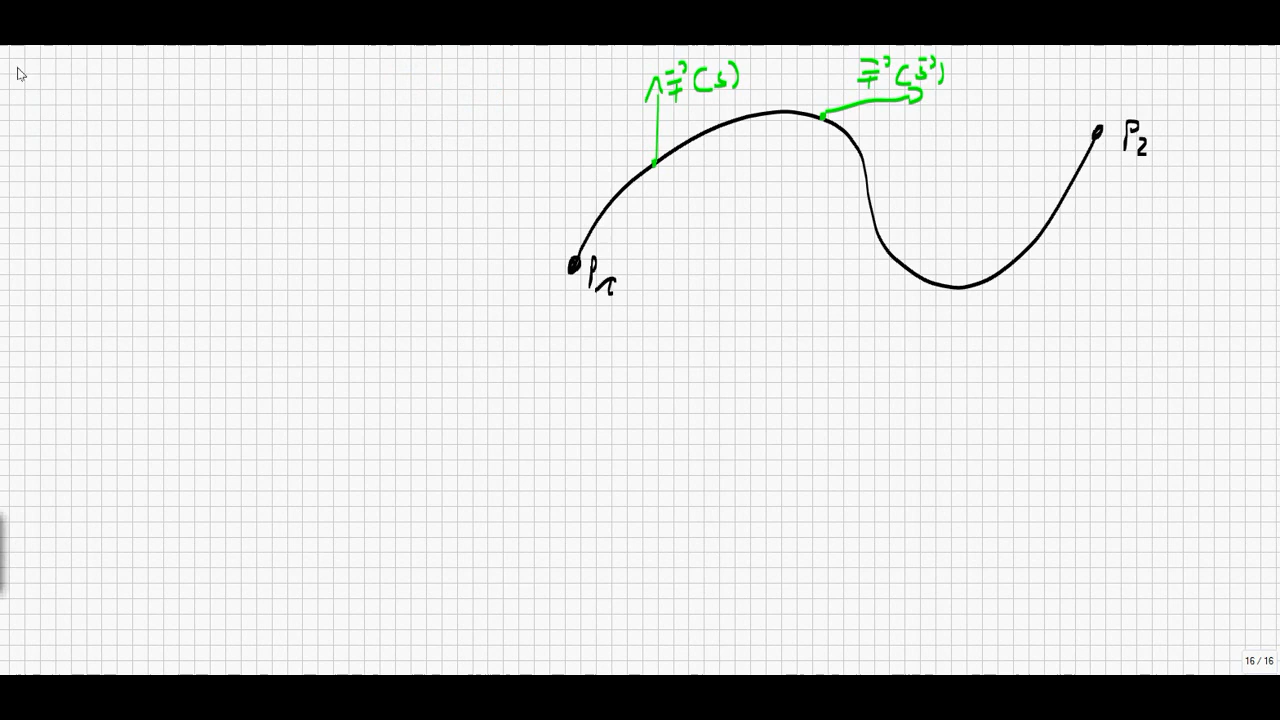 F⃗(s)
F⃗(s⃗)
P₂
P₁
16 / 16